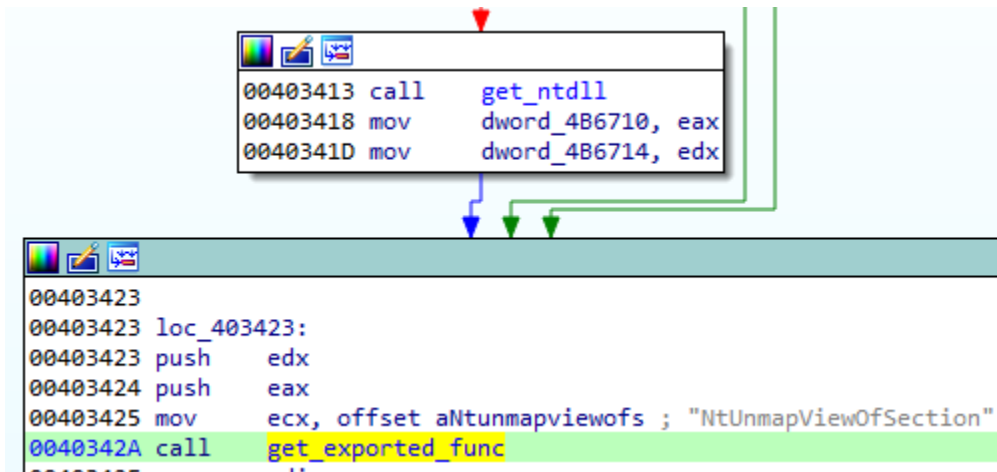 00403413 call get_ntdll
00403418 mov dword_4B6710, eax
0040341D mov dword_4B6714, edx
00403423
00403423 loc_403423:
00403423 push edx
00403424 push eax
00403425 mov ecx, offset aNtunmapviewofs ; "NtUnmapViewOfSection"
0040342A call get_exported_func